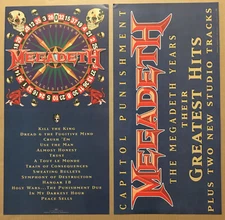 MEGADETH
KILL THE KING
DREAD & THE FUGITIVE MIND
CRUSH 'EM
USE THE MAN
ALMOST HONEST
TRUST
A TOUT LE MONDE
TRAIN OF CONSEQUENCES
SWEATING BULLETS
SYMPHONY OF DESTRUCTION
HANGAR 18
HOLY WARS...THE PUNISHMENT DUE
IN MY DARKEST HOUR
PEACE SELLS
CAPITOL PUNISHMENT
MEGADETH
THE MEGADETH YEARS
THEIR
GREATEST HITS
PLUS TWO NEW STUDIO TRACKS